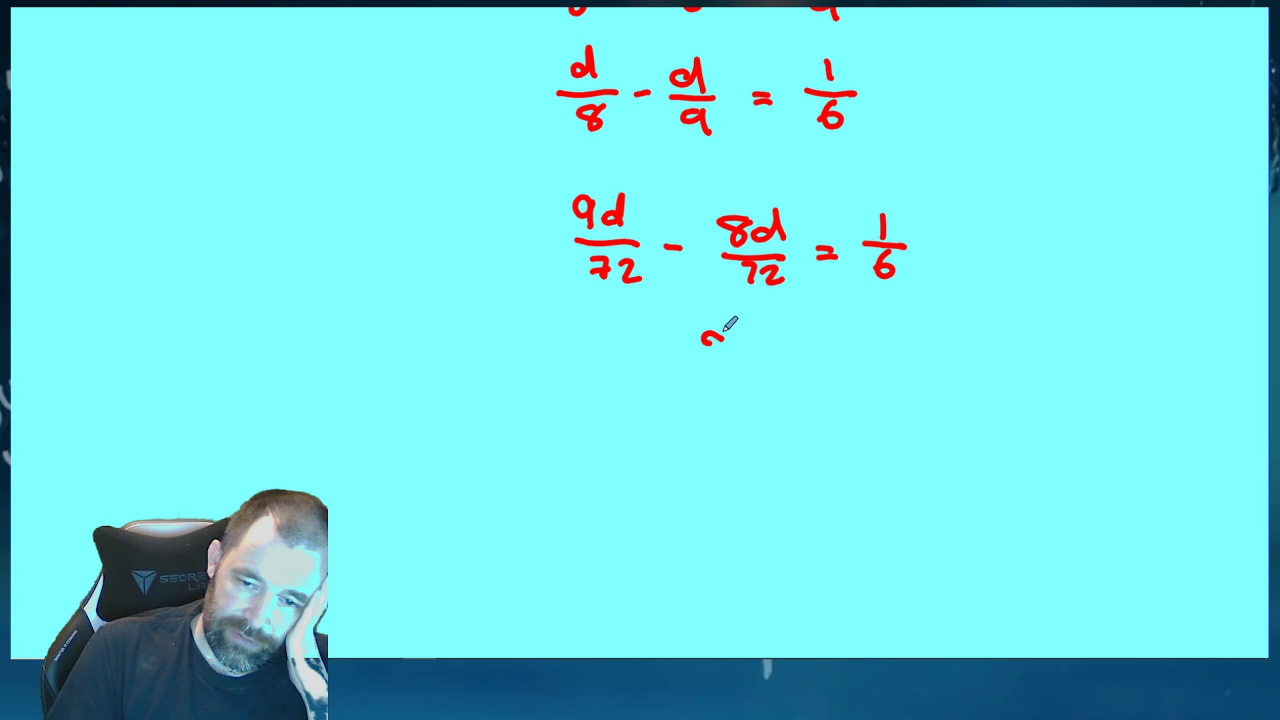 d/8 - d/9 = 1/6
9d/72 - 8d/72 = 1/6